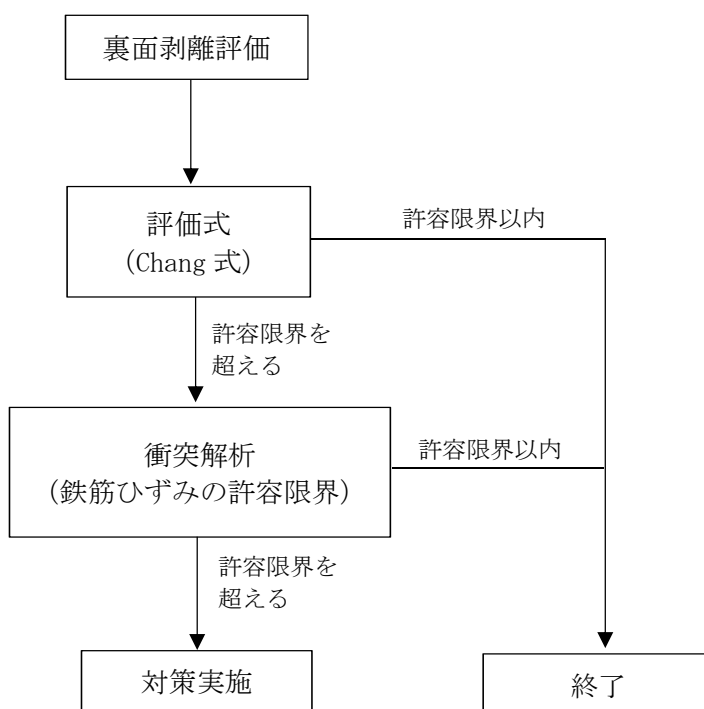 裏面剥離評価
評価式
(Chang 式)
許容限界以内
許容限界を
超える
衝突解析
(鉄筋ひずみの許容限界)
許容限界以内
許容限界を
超える
対策実施
終了